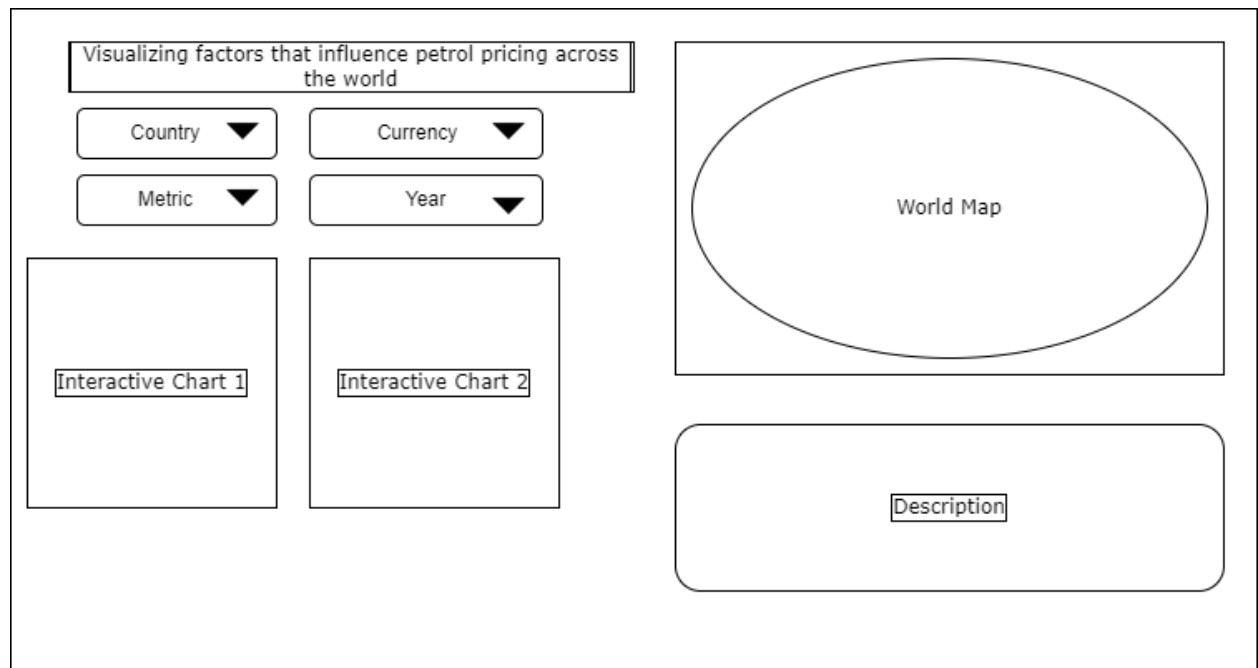 Visualizing factors that influence petrol pricing across
the world
Country
Currency
Metric
Year
Interactive Chart 1
Interactive Chart 2
World Map
Description